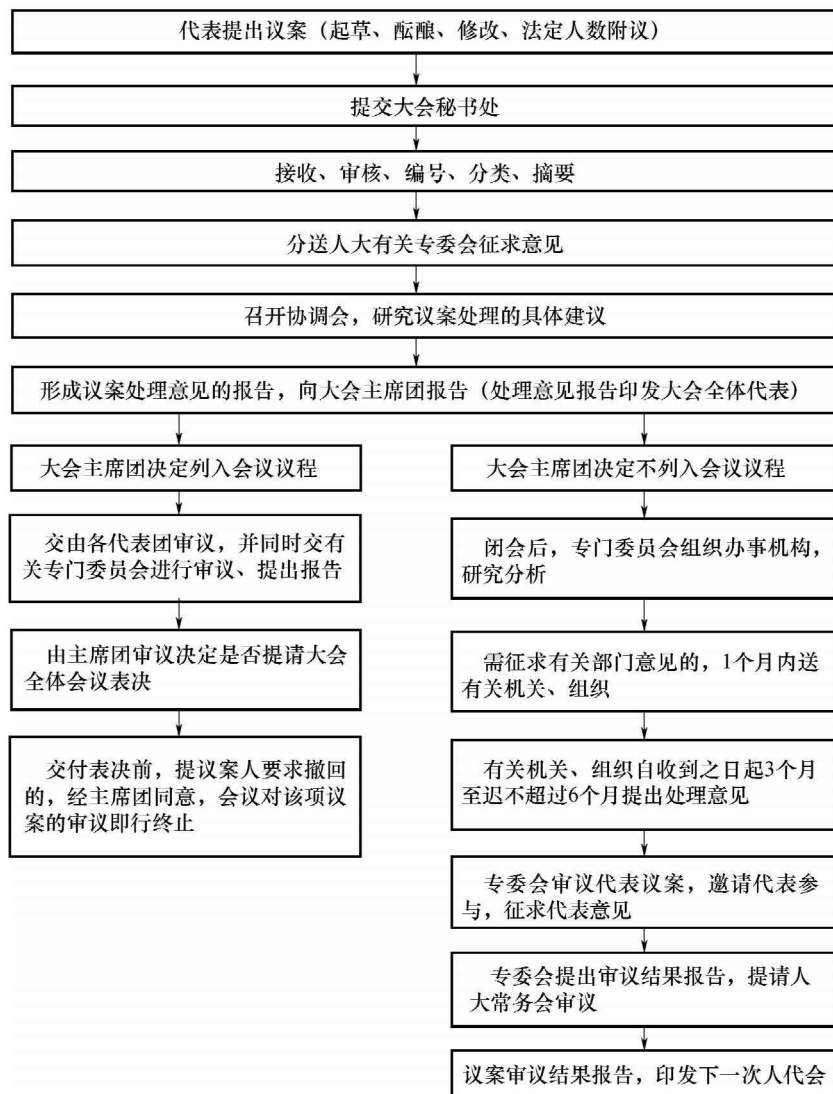 代表提出议案（起草、酝酿、修改、法定人数附议）
提交大会秘书处
接收、审核、编号、分类、摘要
分送人大有关专委会征求意见
召开协调会，研究议案处理的具体建议
形成议案处理意见的报告，向大会主席团报告（处理意见报告印发大会全体代表）
大会主席团决定列入会议议程
交由各代表团审议，并同时交有
关专门委员会进行审议、提出报告
由主席团审议决定是否提请大会
全体会议表决
交付表决前，提议案人要求撤回
的，经主席团同意，会议对该项议
案的审议即行终止
大会主席团决定不列入会议议程
闭会后，专门委员会组织办事机构，
研究分析
需征求有关部门意见的，1个月内送
有关机关、组织
有关机关、组织自收到之日起3个月
至迟不超过6个月提出处理意见
专委会审议代表议案，邀请代表参
与，征求代表意见
专委会提出审议结果报告，提请人
大常务会审议
议案审议结果报告，印发下一次人代会